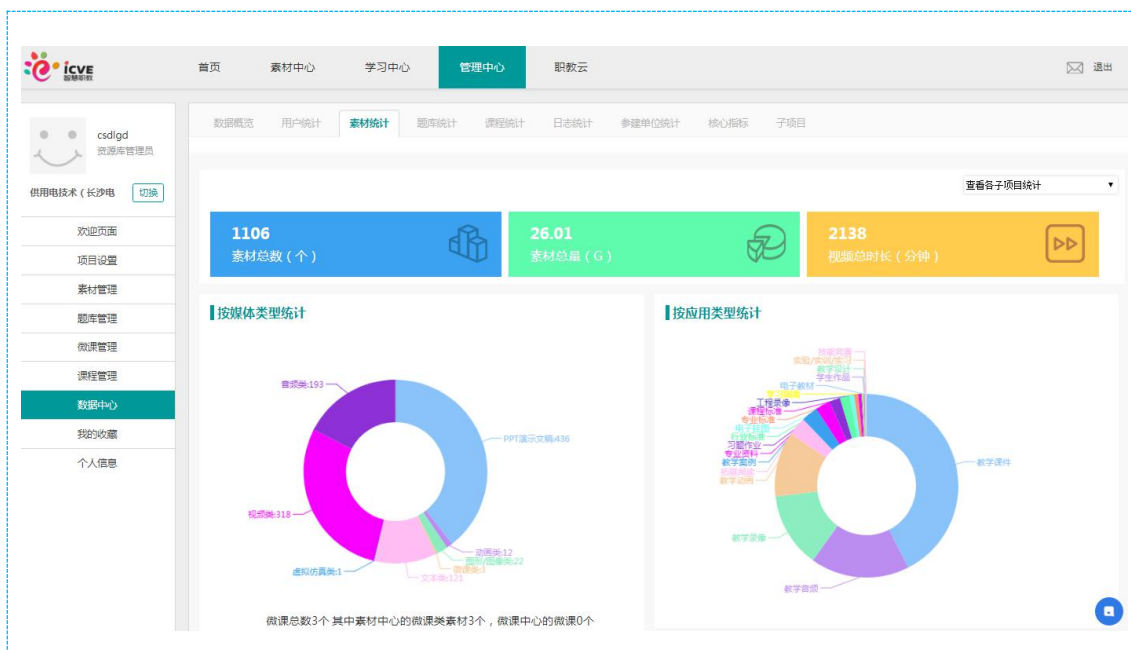 icve
智慧职教
首页 素材中心 学习中心 管理中心 职教云 退出
csdlgd
资源库管理员
供用电技术 ( 长沙电 切换
欢迎页面
项目设置
素材管理
题库管理
微课管理
课程管理
数据中心
我的收藏
个人信息
数据概览 用户统计 素材统计 题库统计 课程统计 日志统计 参建单位统计 核心指标 子项目
查看各子项目统计
1106
素材总数 ( 个 )
26.01
素材总量 ( G )
2138
视频总时长 ( 分钟 )
按媒体类型统计
音频类:193
PPT演示文稿:436
视频类:318
动画类:12
图形/图像类:22
微课类:3
虚拟仿真类:1
文本类:121
微课总数3个 其中素材中心的微课类素材3个，微课中心的微课0个
按应用类型统计
实验/实训/实习
教学设计
学生作品
电子教材
工程录像
课程标准
专业标准
行业标准
习题作业
专业资料
教学案例
教学动画
教学课件
教学录像
教学音频